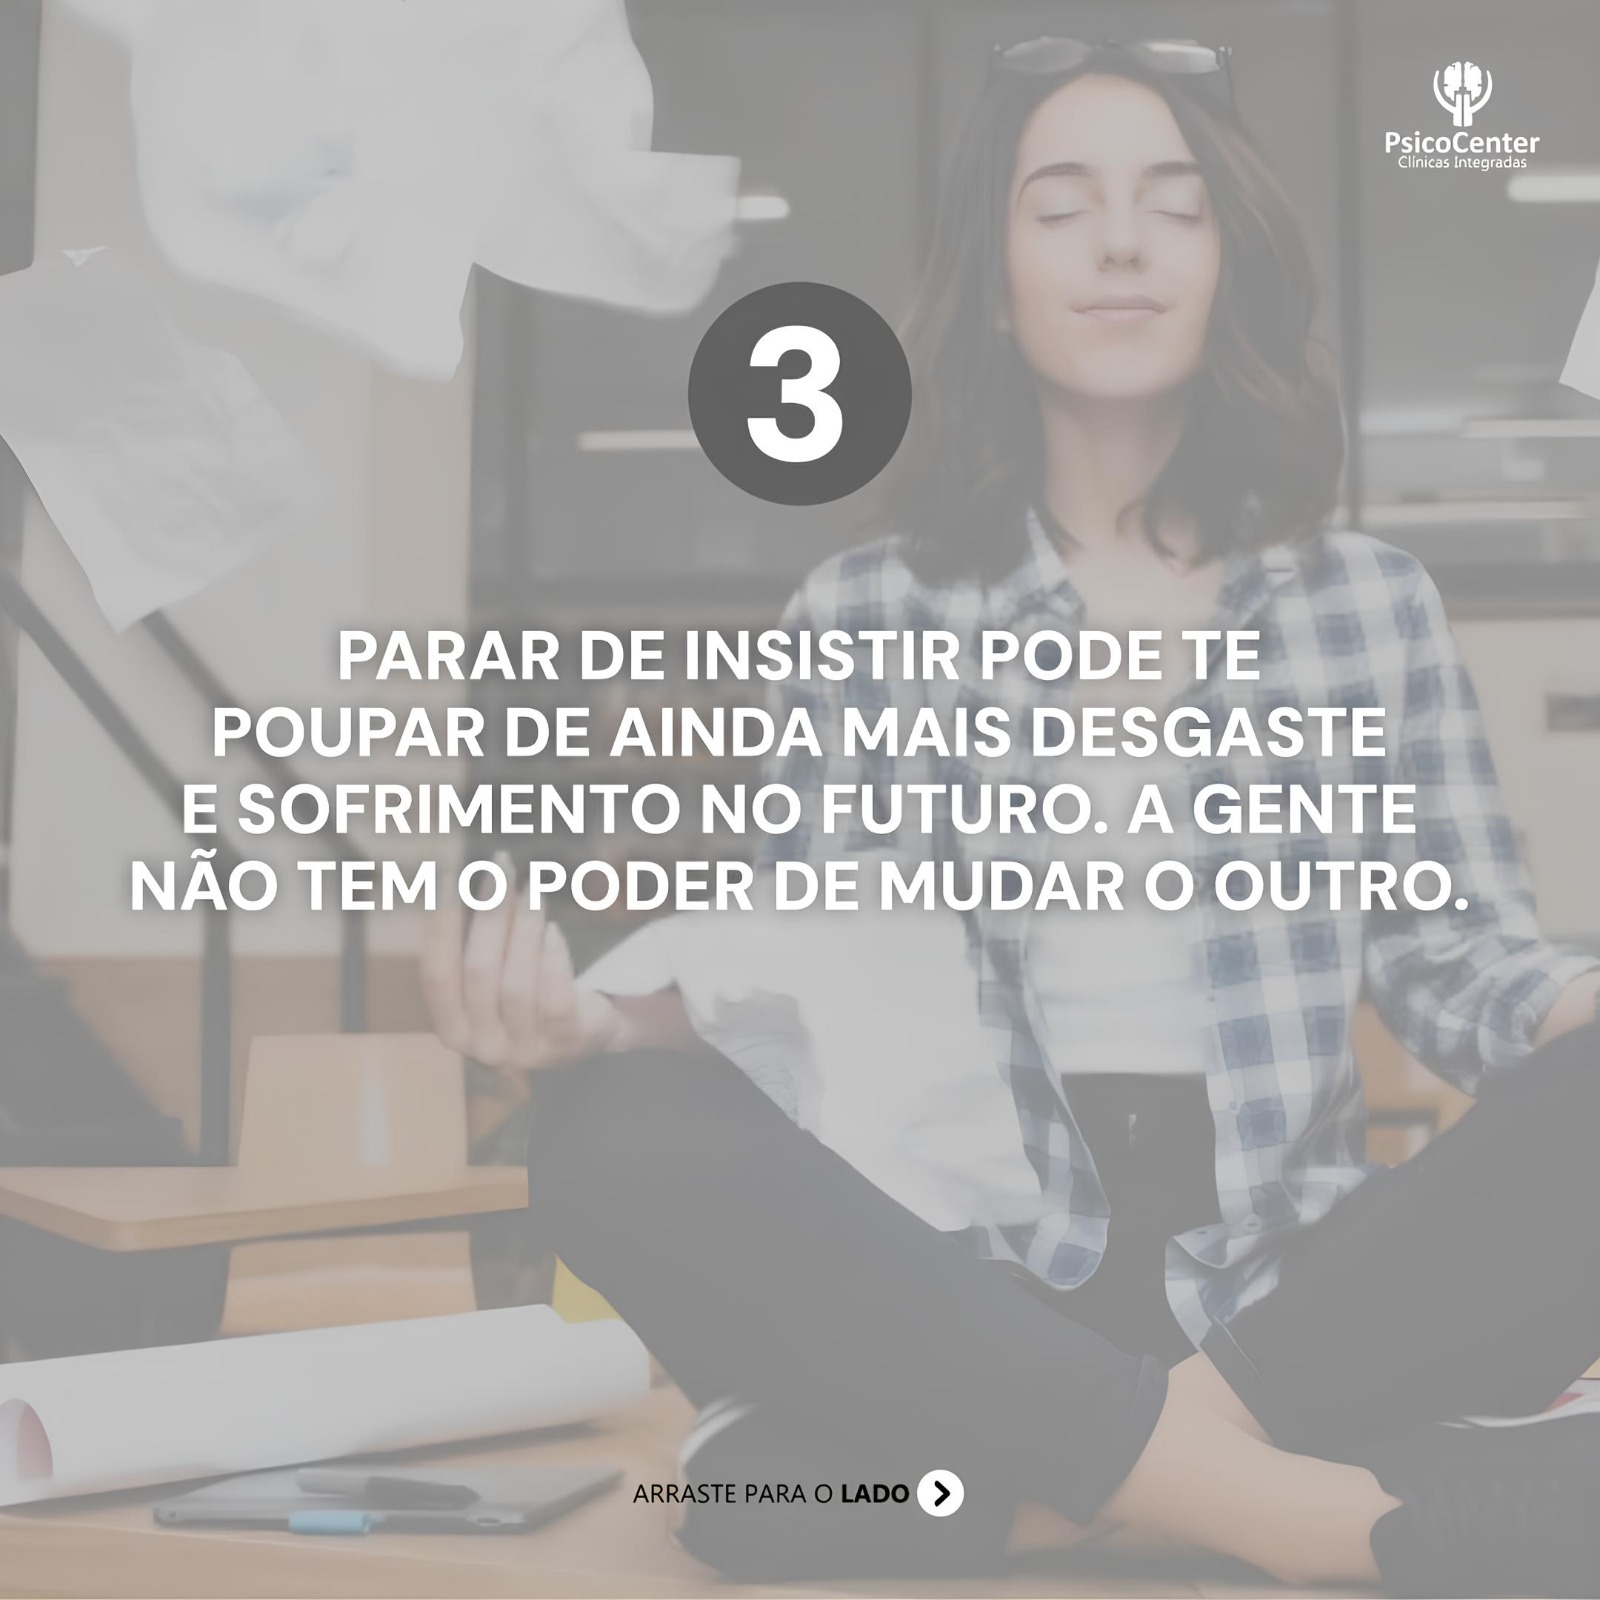 PsicoCenter
Clínicas Integradas
3
PARAR DE INSISTIR PODE TE
POUPAR DE AINDA MAIS DESGASTE
E SOFRIMENTO NO FUTURO. A GENTE
NÃO TEM O PODER DE MUDAR O OUTRO.
ARRASTE PARA O LADO